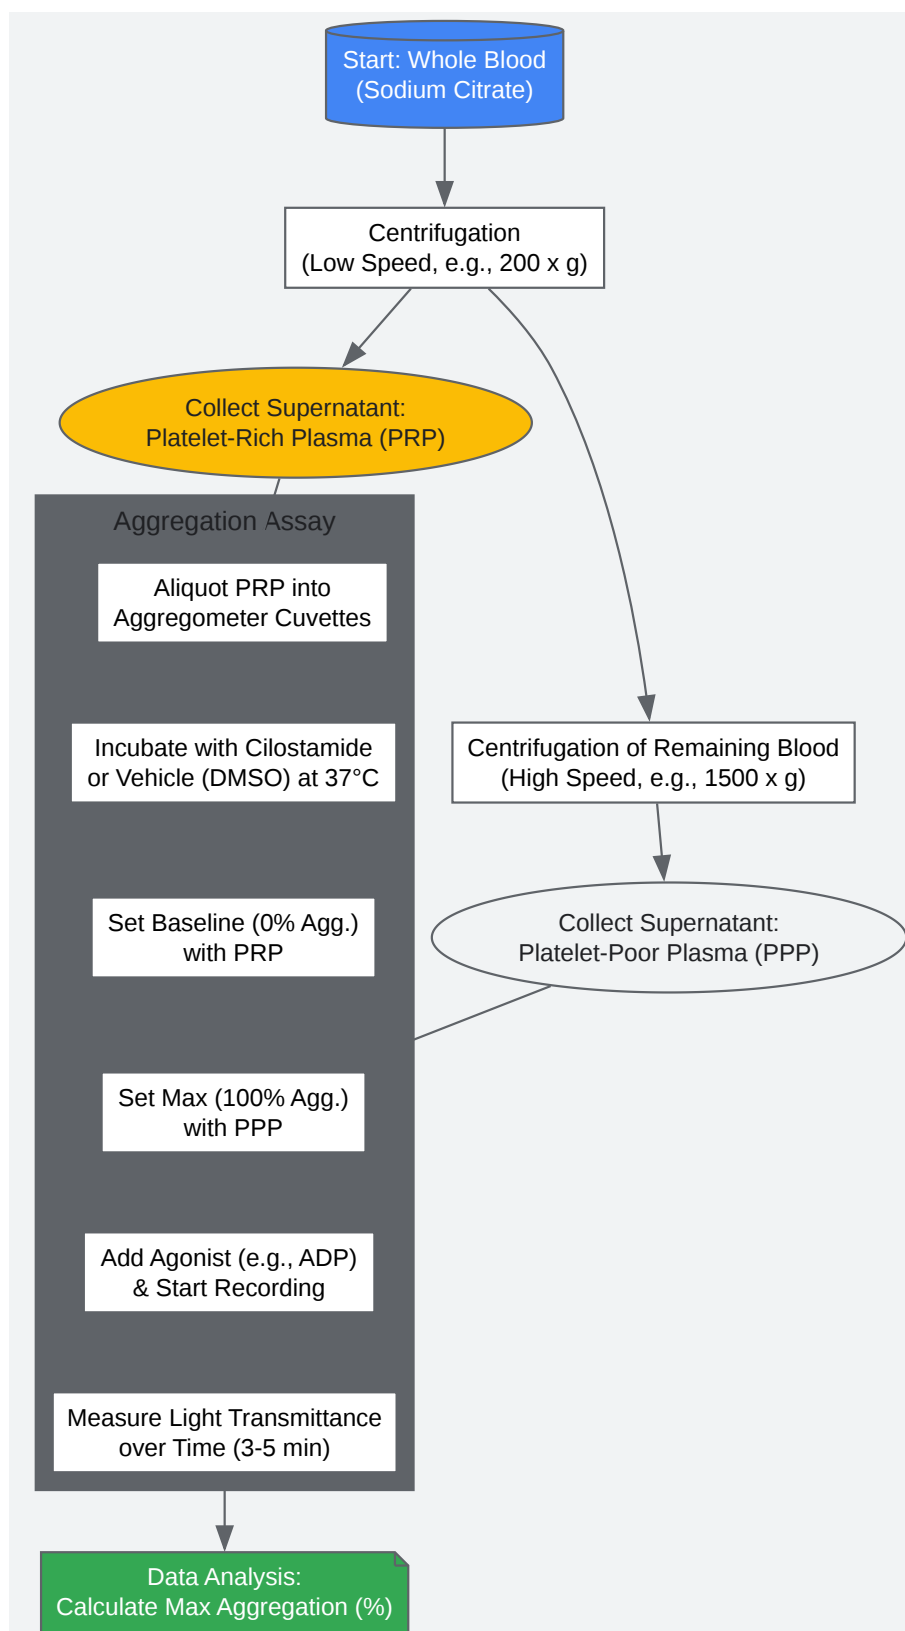 Start: Whole Blood
(Sodium Citrate)
Centrifugation
(Low Speed, e.g., 200 x g)
Collect Supernatant:
Platelet-Rich Plasma (PRP)
Aggregation Assay
Aliquot PRP into
Aggregometer Cuvettes
Incubate with Cilostamide
or Vehicle (DMSO) at 37°C
Centrifugation of Remaining Blood
(High Speed, e.g., 1500 x g)
Set Baseline (0% Agg.)
with PRP
Collect Supernatant:
Platelet-Poor Plasma (PPP)
Set Max (100% Agg.)
with PPP
Add Agonist (e.g., ADP)
& Start Recording
Measure Light Transmittance
over Time (3-5 min)
Data Analysis:
Calculate Max Aggregation (%)